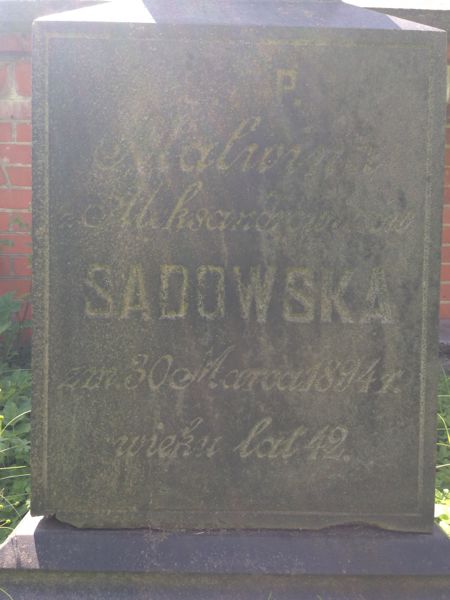 P.
Malwina
z Aleksandrowiczów
SADOWSKA
zm. 30 Marca 1894 r.
wieku lat 42.